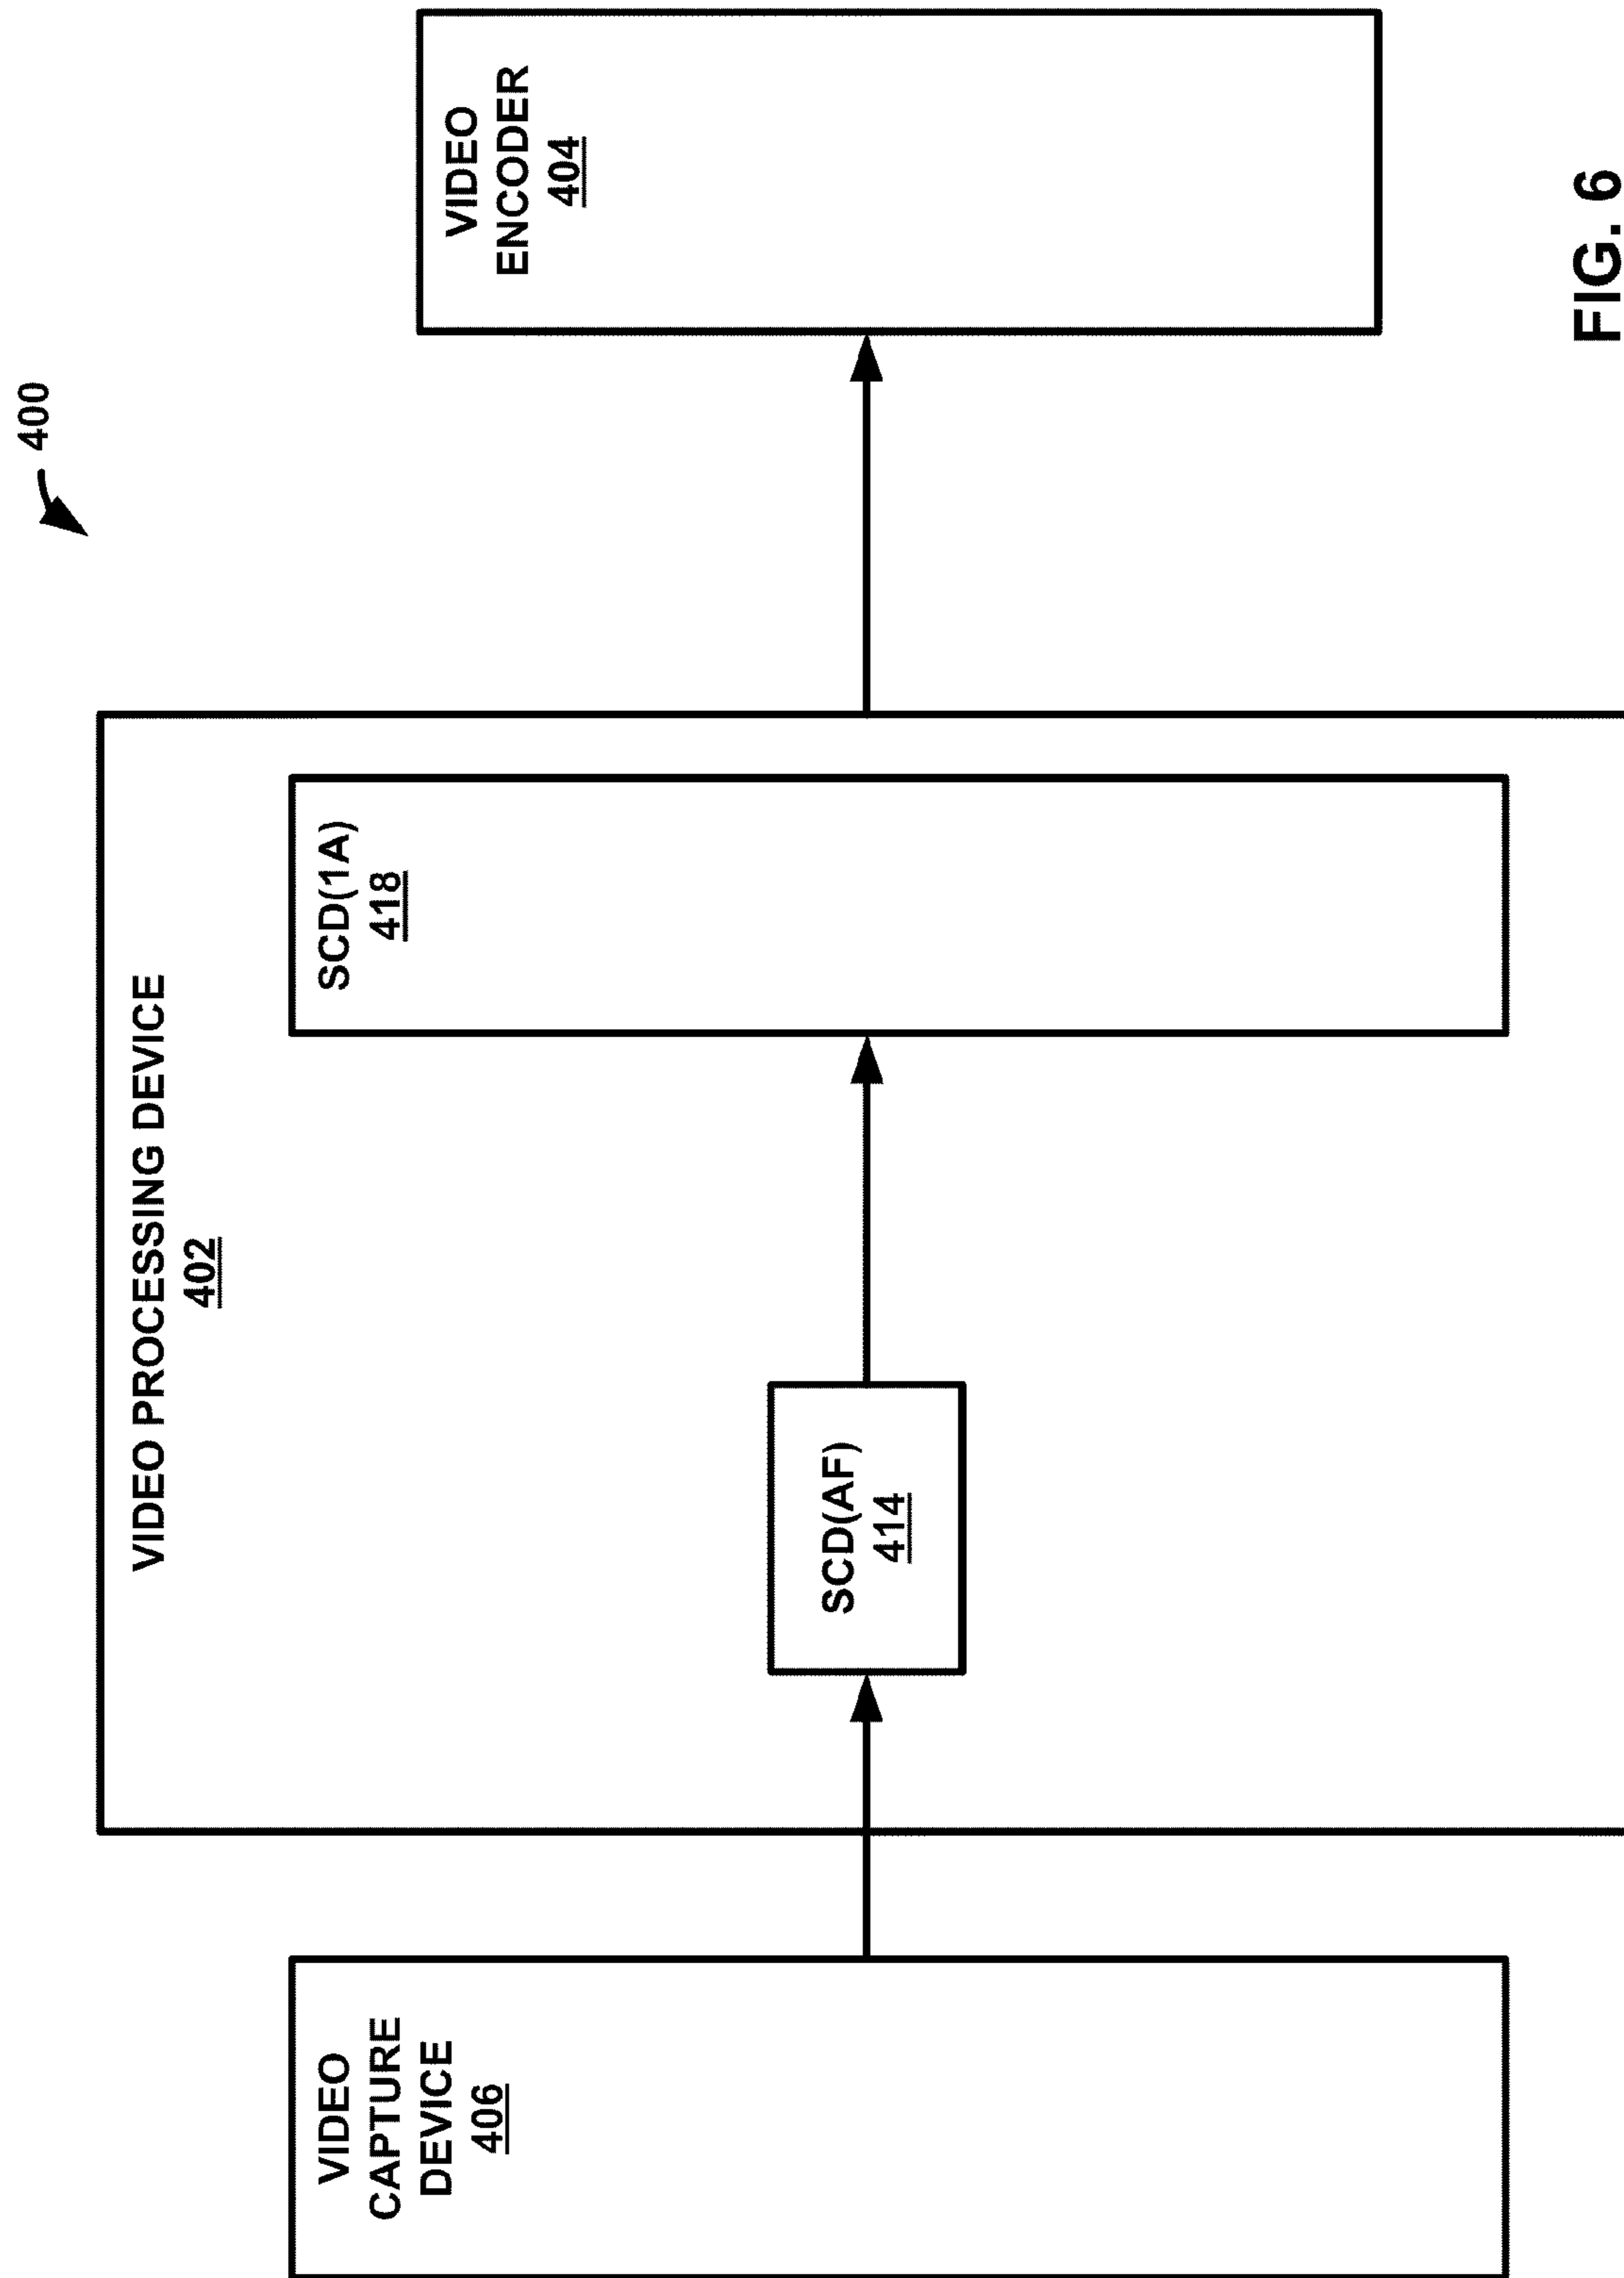 400
VIDEO PROCESSING DEVICE
402
VIDEO
CAPTURE
DEVICE
406
SCD(AF)
414
SCD(1A)
418
VIDEO
ENCODER
404
FIG. 6